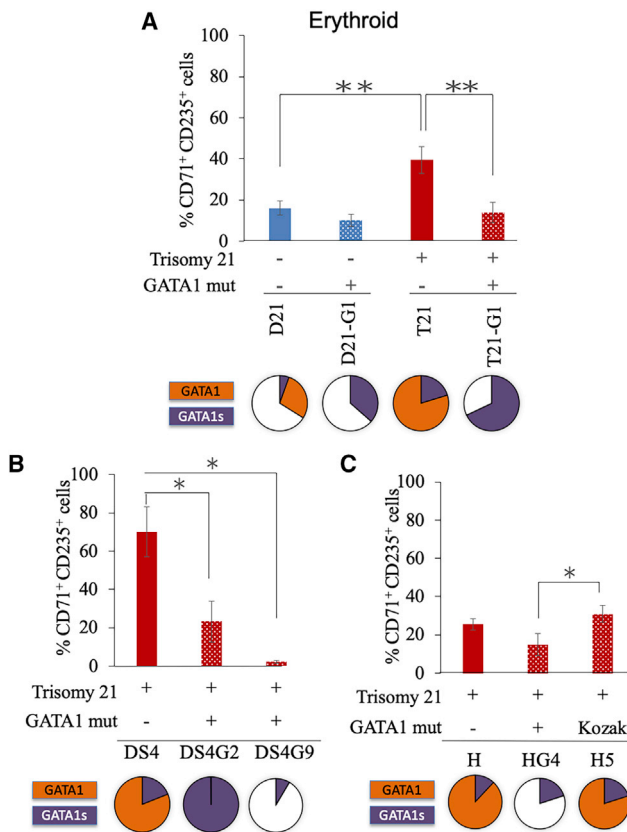 A
Erythroid
% CD71+ CD235+ cells
100
80
60
40
20
0
** **
Trisomy 21 - - + +
GATA1 mut - + - +
D21 D21-G1 T21 T21-G1
GATA1
GATA1s
B
% CD71+ CD235+ cells
100
80
60
40
20
0
*
*
Trisomy 21 + + +
GATA1 mut - + +
DS4 DS4G2 DS4G9
GATA1
GATA1s
C
% CD71+ CD235+ cells
100
80
60
40
20
0
*
Trisomy 21 + + +
GATA1 mut - + Kozak
H HG4 H5
GATA1
GATA1s